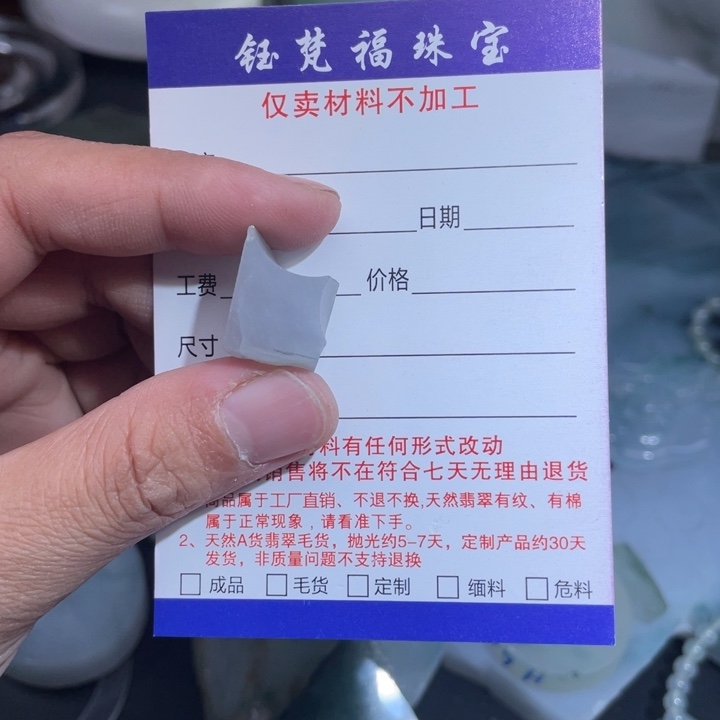 钰梵福珠宝
仅卖材料不加工
日期
工费 价格
尺寸
料有任何形式改动
销售将不在符合七天无理由退货
商品属于工厂直销、不退不换,天然翡翠有纹、有棉
属于正常现象，请看准下手。
2、天然A货翡翠毛货，抛光约5-7天，定制产品约30天
发货，非质量问题不支持退换
成品 毛货 定制 缅料 危料